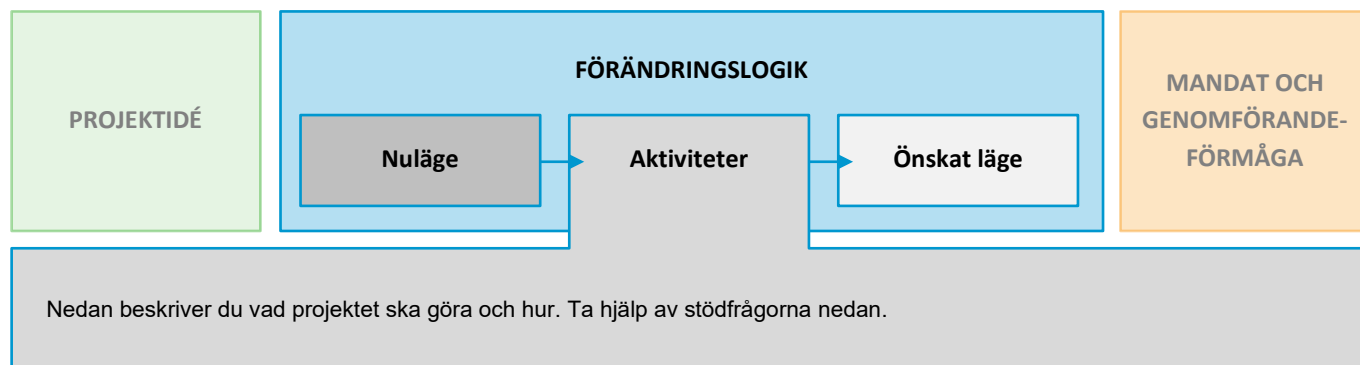 PROJEKTIDÉ
FÖRÄNDRINGSLOGIK
Nuläge
Aktiviteter
Önskat läge
MANDAT OCH
GENOMFÖRANDE-
FÖRMÅGA
Nedan beskriver du vad projektet ska göra och hur. Ta hjälp av stödfrågorna nedan.